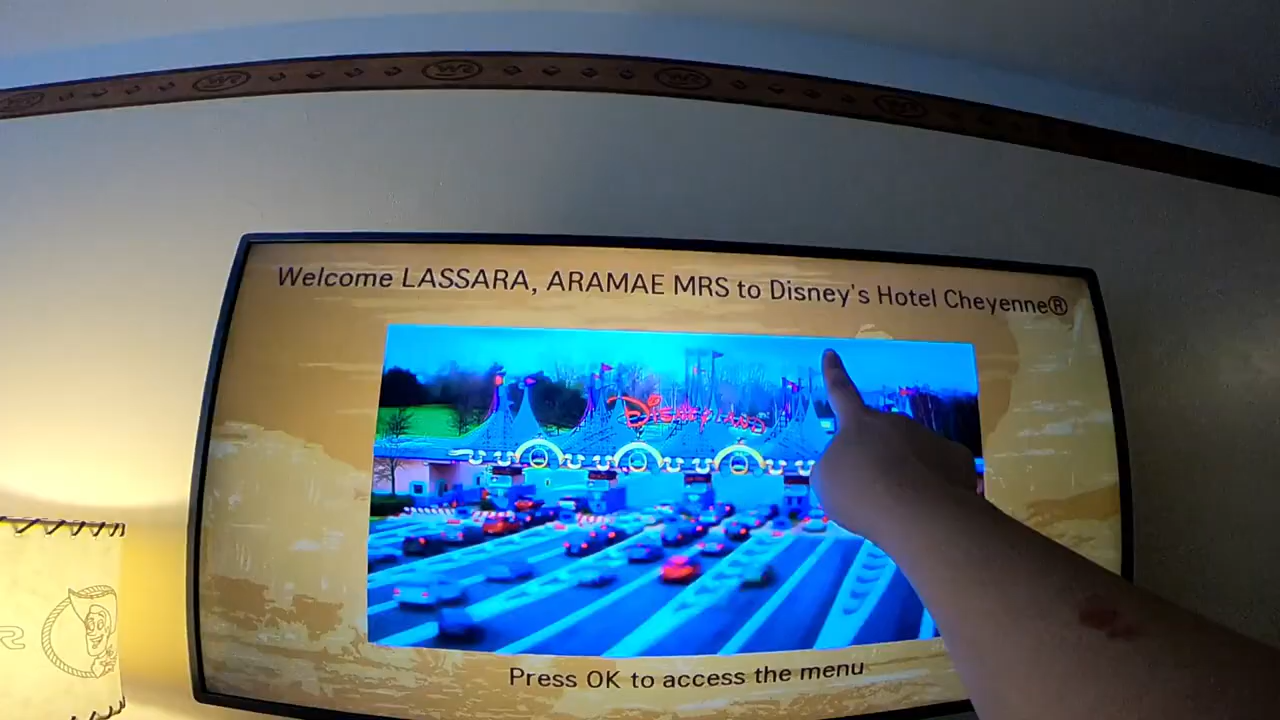 Welcome LASSARA, ARAMAE MRS to Disney's Hotel Cheyenne®
DISNEYLAND
Press OK to access the menu